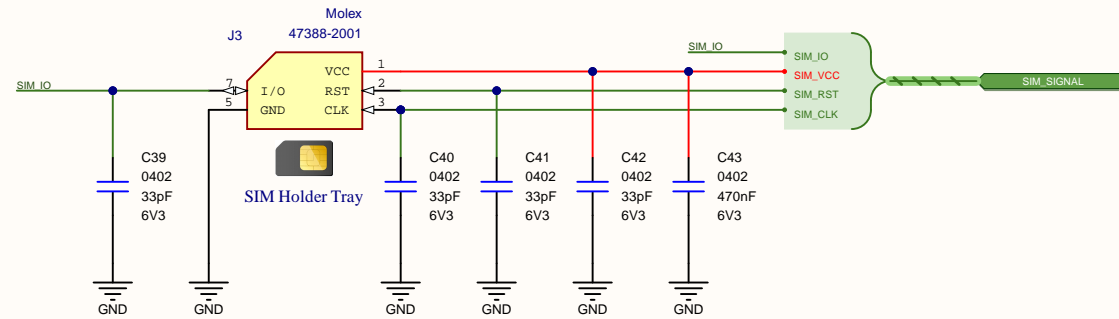 Molex
J3
47388-2001
SIM_IO
7
I/O
5
GND
VCC
1
RST
2
CLK
3
SIM_IO
SIM_IO
SIM_VCC
SIM_RST
SIM_CLK
SIM_SIGNAL
SIM Holder Tray
C39
0402
33pF
6V3
C40
0402
33pF
6V3
C41
0402
33pF
6V3
C42
0402
33pF
6V3
C43
0402
470nF
6V3
GND
GND
GND
GND
GND
GND